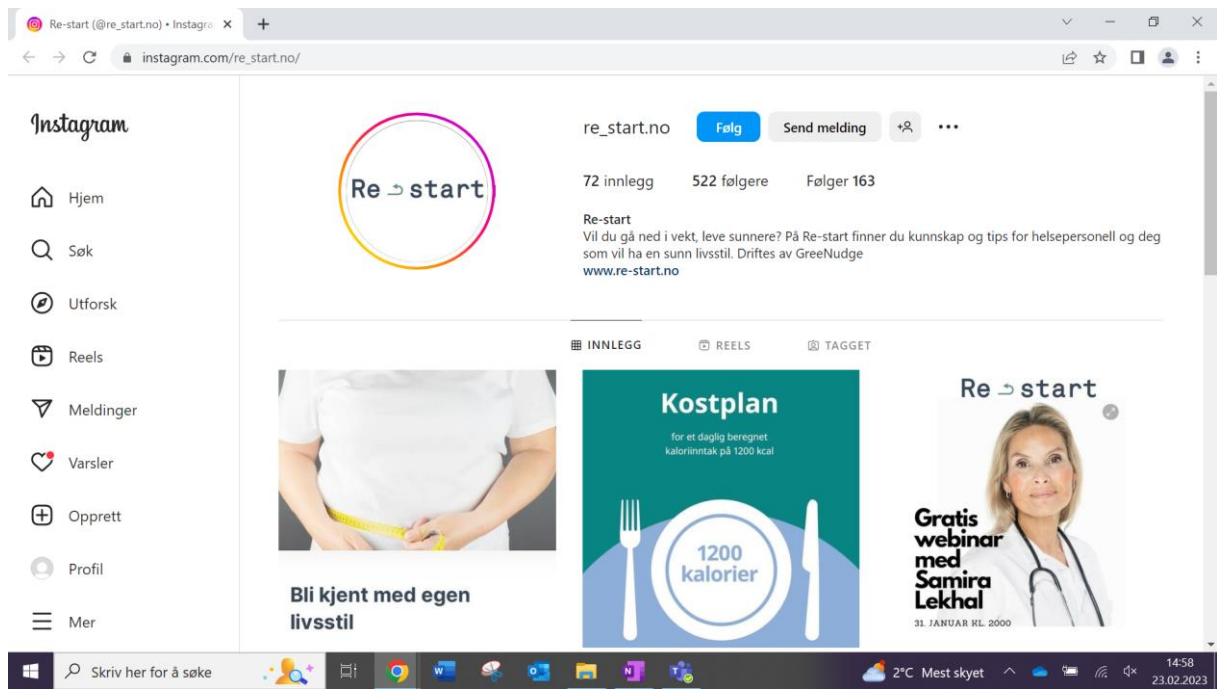 Re-start (@re_start.no) • Instagra
instagram.com/re_start.no/
Instagram
Hjem
Søk
Utforsk
Reels
Meldinger
Varsler
Opprett
Profil
Mer
Re start
re_start.no Følg Send melding
72 innlegg 522 følgere Følger 163
Re-start
Vil du gå ned i vekt, leve sunnere? På Re-start finner du kunnskap og tips for helsepersonell og deg
som vil ha en sunn livsstil. Driftes av GreeNudge
www.re-start.no
INNLEGG REELS TAGGET
Bli kjent med egen
livsstil
Kostplan
for et daglig beregnet
kaloriinntak på 1200 kcal
1200
kalorier
Re start
Gratis
webinar
med
Samira
Lekhal
31. JANUAR KL. 2000
Skriv her for å søke
2°C Mest skyet
14:58
23.02.2023